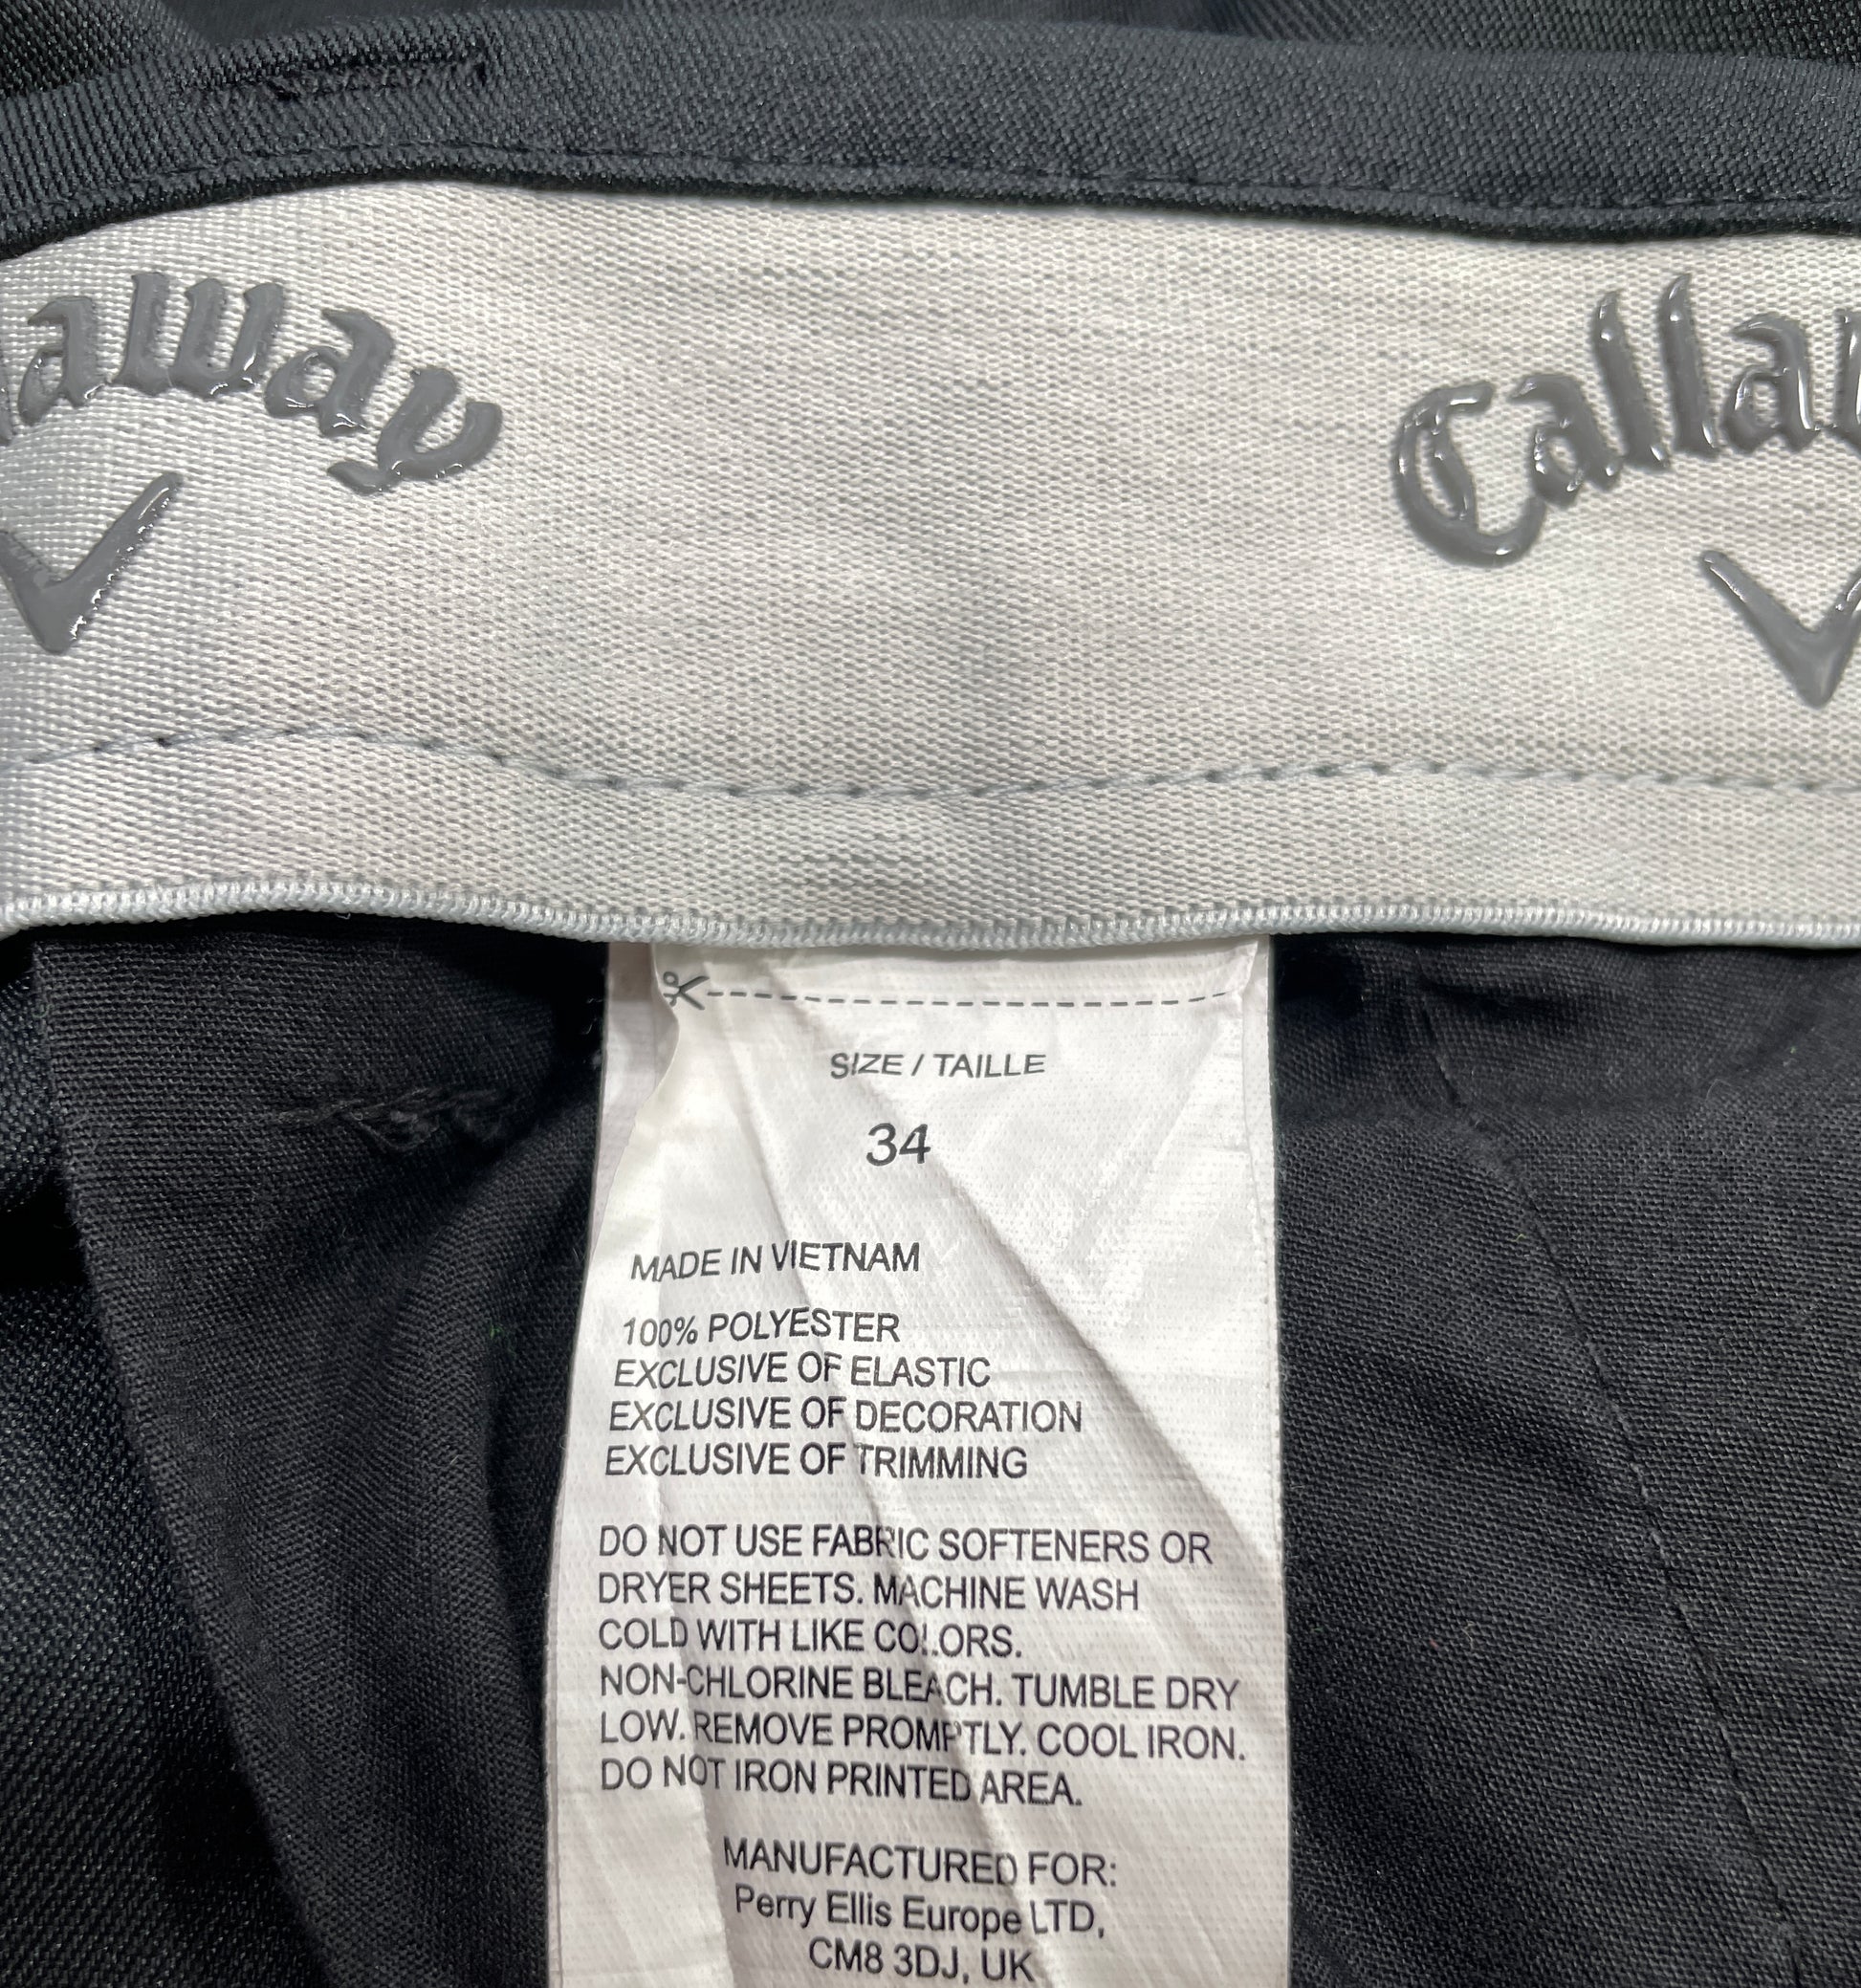 laway
Callaw
SIZE / TAILLE
34
MADE IN VIETNAM
100% POLYESTER
EXCLUSIVE OF ELASTIC
EXCLUSIVE OF DECORATION
EXCLUSIVE OF TRIMMING
DO NOT USE FABRIC SOFTENERS OR
DRYER SHEETS. MACHINE WASH
COLD WITH LIKE COLORS.
NON-CHLORINE BLEACH. TUMBLE DRY
LOW. REMOVE PROMPTLY. COOL IRON.
DO NOT IRON PRINTED AREA.
MANUFACTURED FOR:
Perry Ellis Europe LTD,
CM8 3DJ, UK